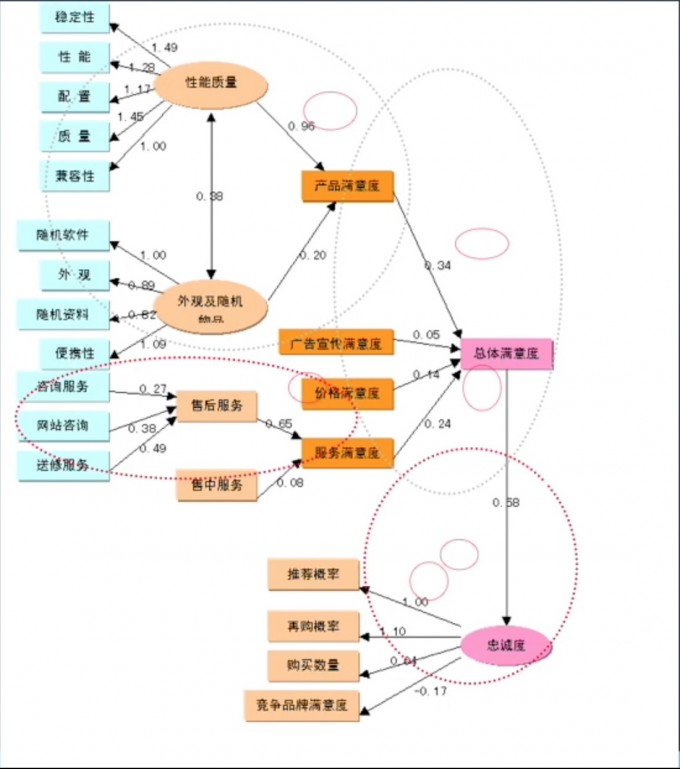 稳定性
1.49
性 能
1.28
性能质量
配 置
1.17
质 量
1.45
0.96
兼容性
1.00
产品满意度
0.38
随机软件
1.00
0.20
外 观
0.89
0.34
外观及随机
物品
随机资料
0.82
便携性
1.09
广告宣传满意度
0.05
总体满意度
咨询服务
0.27
价格满意度
0.14
售后服务
网站咨询
0.38
0.65
0.24
送修服务
0.49
服务满意度
售中服务
0.08
0.58
推荐概率
1.00
再购概率
1.10
忠诚度
购买数量
竞争品牌满意度
-0.17